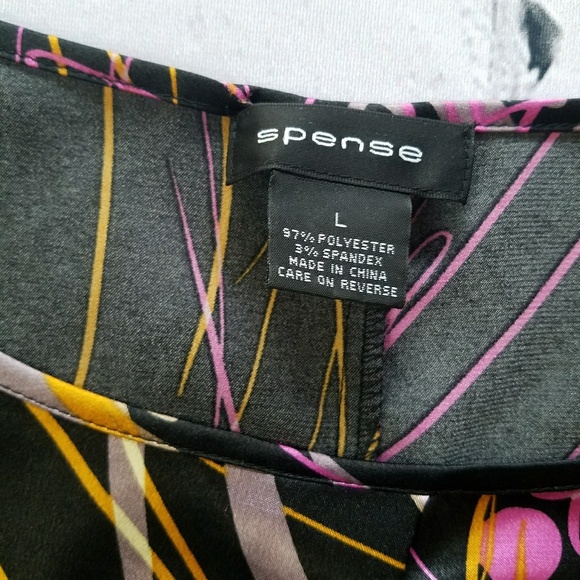 spense
L
97% POLYESTER
3% SPANDEX
MADE IN CHINA
CARE ON REVERSE